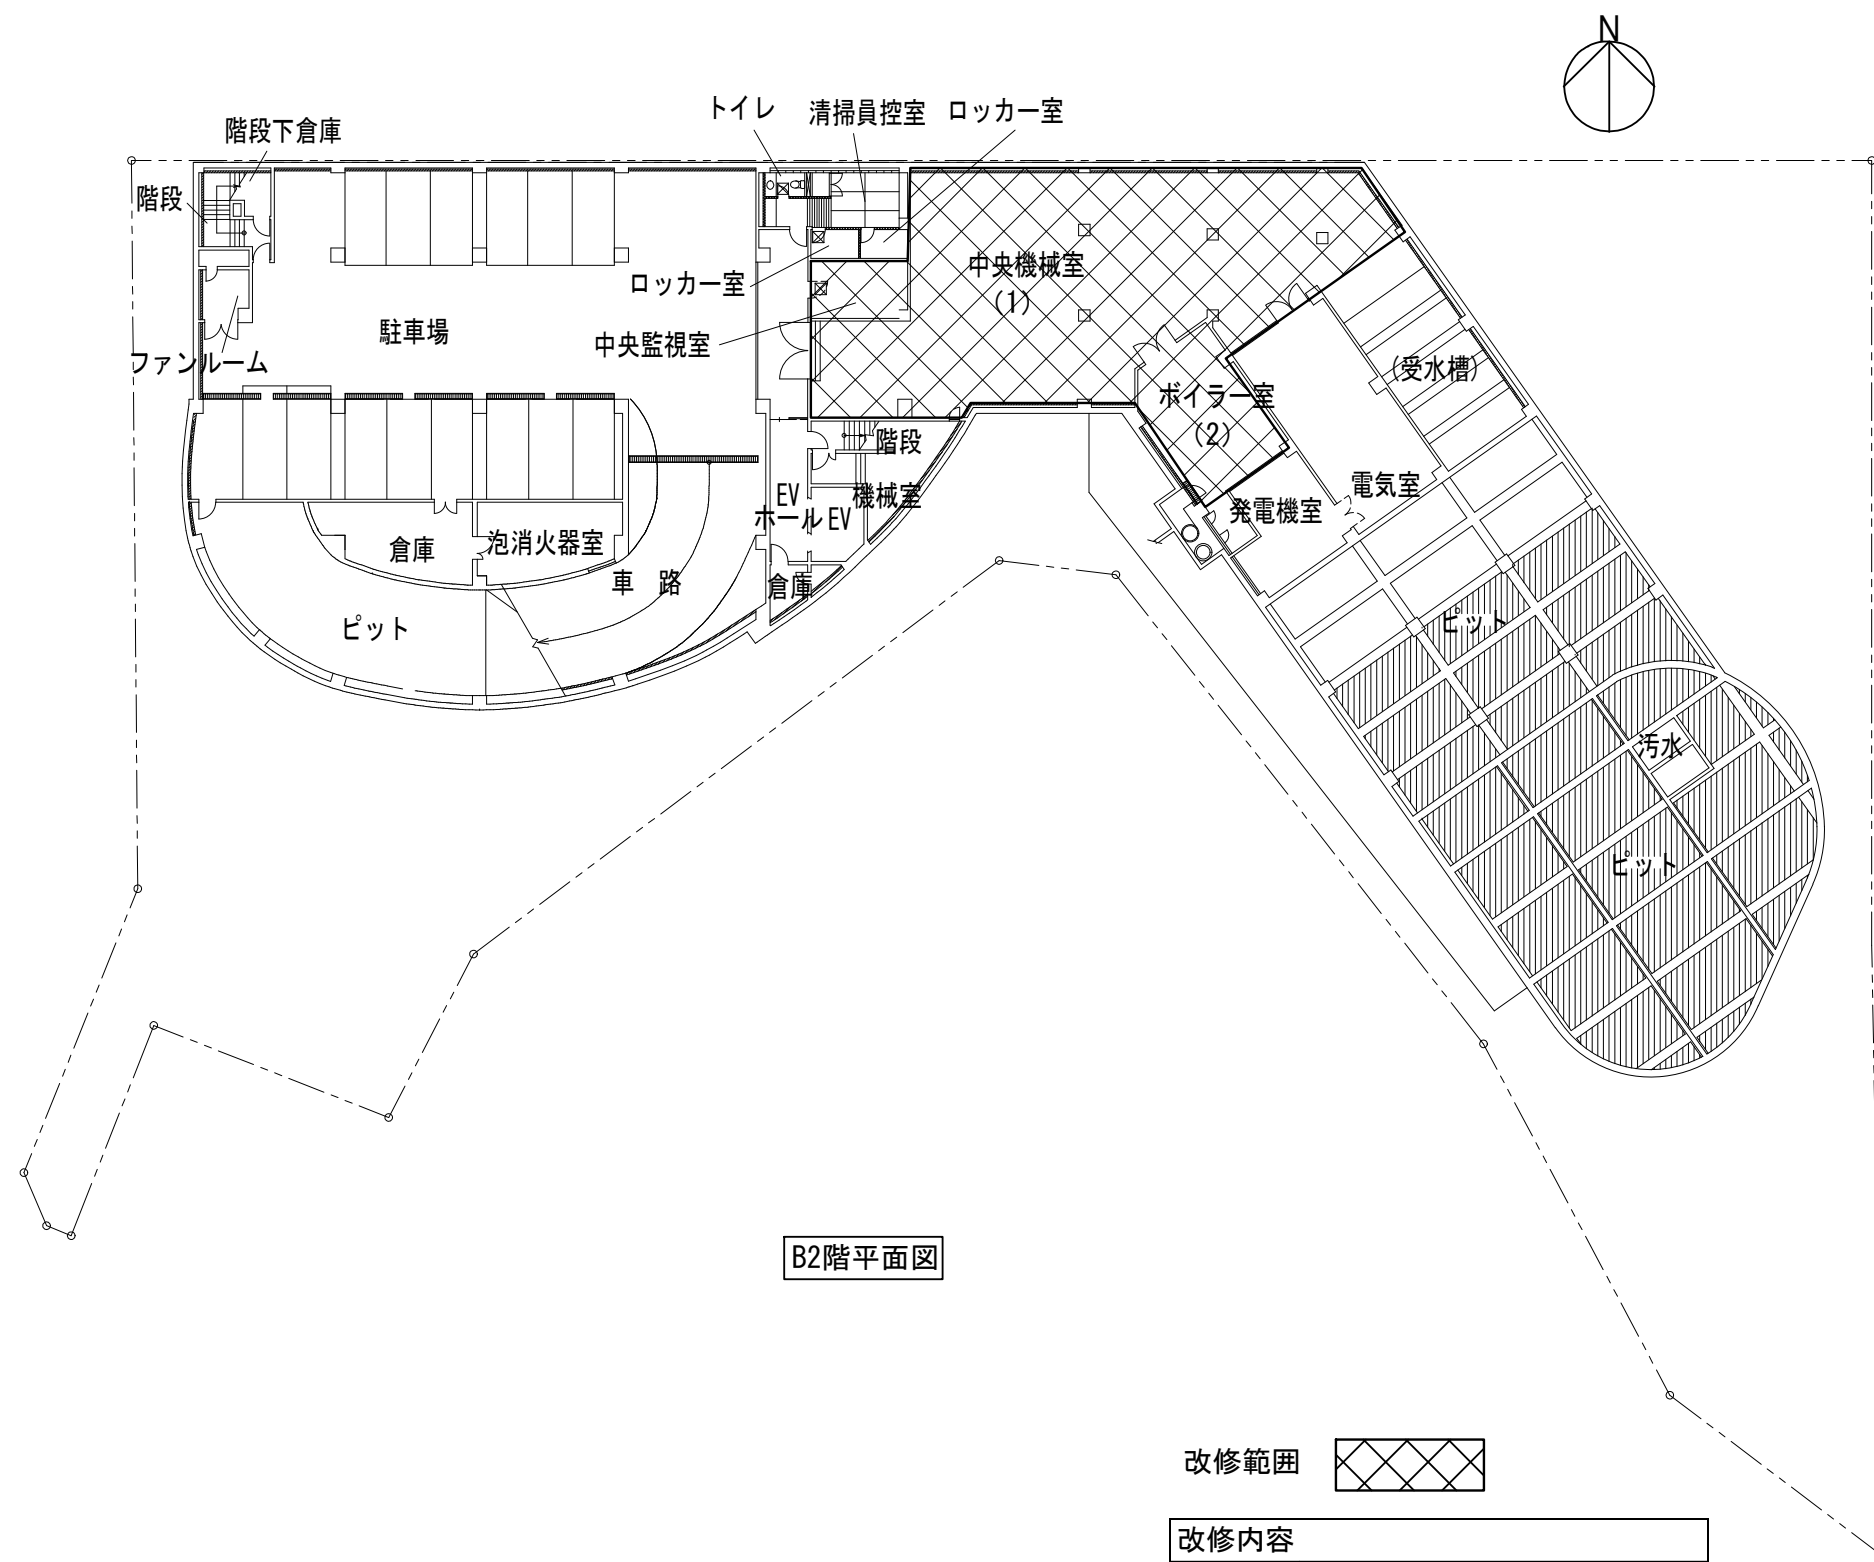 N
トイレ
清掃員控室
ロッカー室
階段下倉庫
階段
ロッカー室
中央機械室
(1)
駐車場
中央監視室
ファンルーム
(受水槽)
ボイラー室
(2)
階段
電気室
EV
ホール
EV
機械室
発電機室
倉庫
泡消火器室
車 路
倉庫
ピット
ピット
汚水
ピット
B2階平面図
改修範囲
改修内容